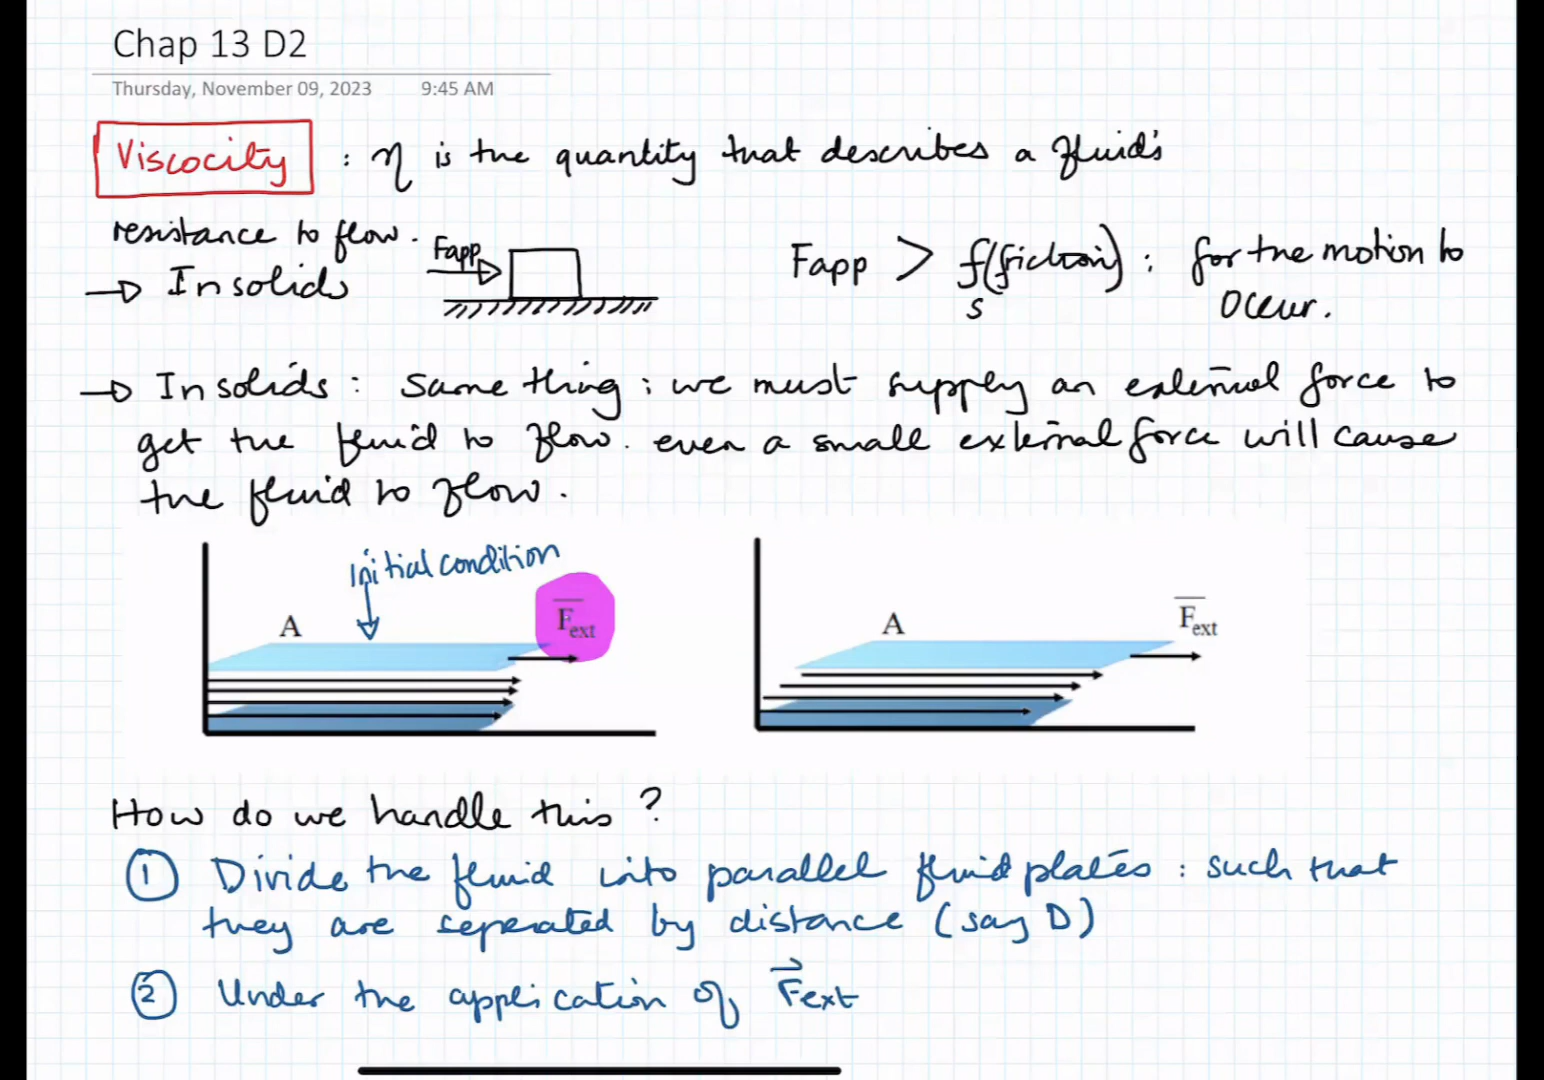 Chap 13 D2
Thursday, November 09, 2023 9:45 AM
Viscocity : η is the quantity that describes a fluid's
resistance to flow.
→ In solids
Fapp
Fapp > fs (friction) : for the motion to
occur.
→ In solids : same thing ; we must supply an external force to
get the fluid to flow. even a small external force will cause
the fluid to flow.
Initial condition
A
Fext
A
Fext
How do we handle this ?
① Divide the fluid into parallel fluid plates : such that
they are seperated by distance (say D)
② Under the application of Fext